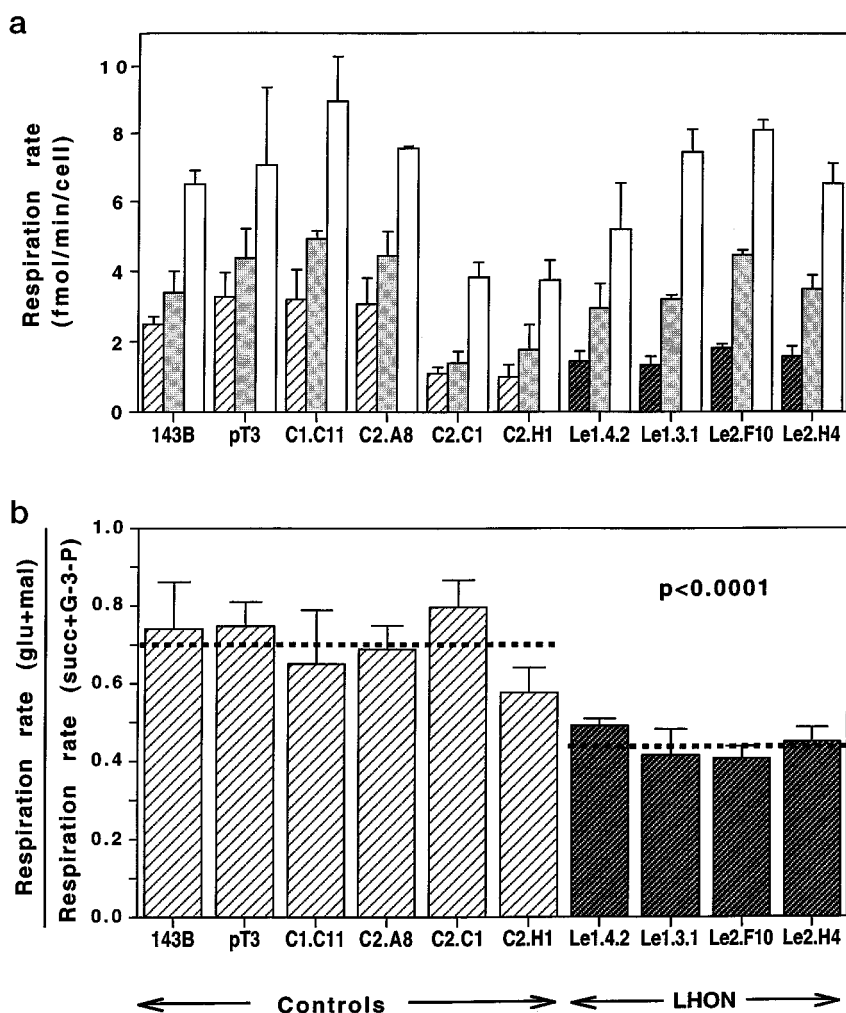 a
Respiration rate
(fmol/min/cell)
10
8
6
4
2
0
143B pT3 C1.C11 C2.A8 C2.C1 C2.H1 Le1.4.2 Le1.3.1 Le2.F10 Le2.H4
b
Respiration rate (glu+mal)
Respiration rate (succ+G-3-P)
1.0
0.8
0.6
0.4
0.2
0.0
p<0.0001
143B pT3 C1.C11 C2.A8 C2.C1 C2.H1 Le1.4.2 Le1.3.1 Le2.F10 Le2.H4
Controls LHON